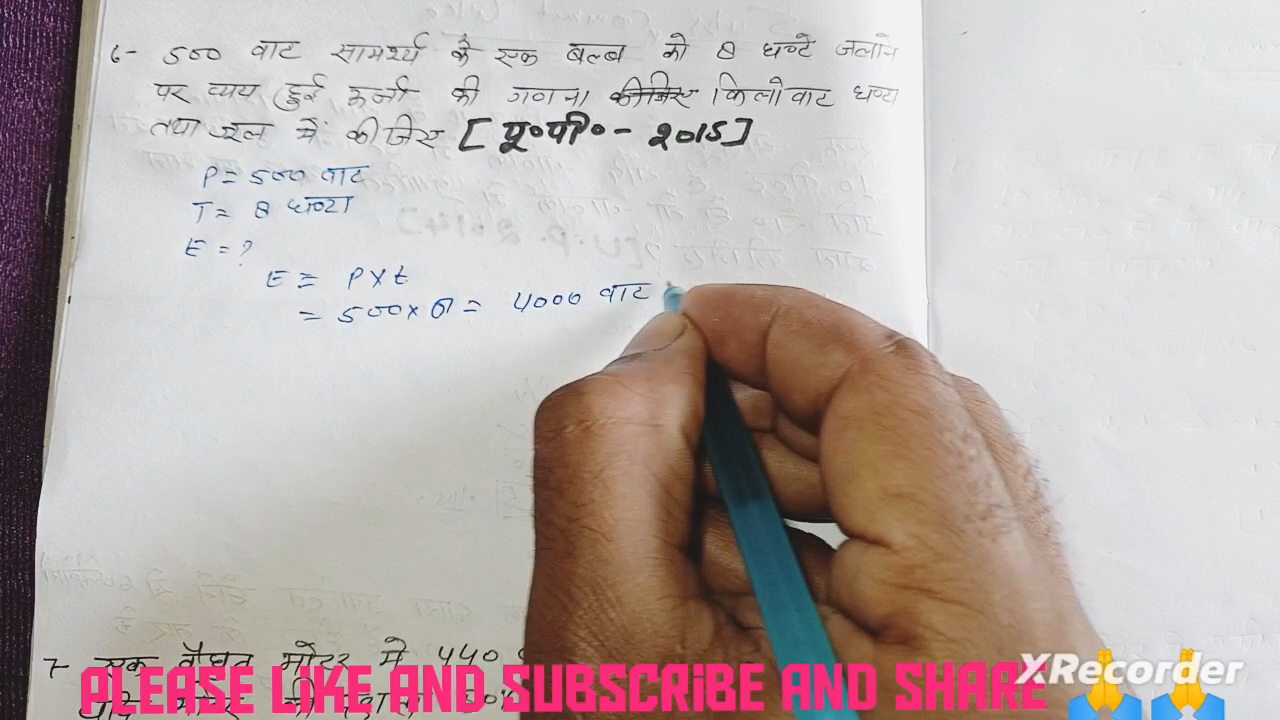 6- 500 वाट सामर्थ्य के एक बल्ब को 8 घण्टे जलाने
पर व्यय हुई ऊर्जा की गणना कीजिए किलोवाट घण्टा
तथा जूल में कीजिए [यू०पी०- 2015]
P = 500 वाट
T = 8 घण्टा
E = ?
E = P x t
= 500 x 8 = 4000 वाट
7- एक वैद्युत मोटर में 440
PLEASE LIKE AND SUBSCRIBE AND SHARE
XRecorder